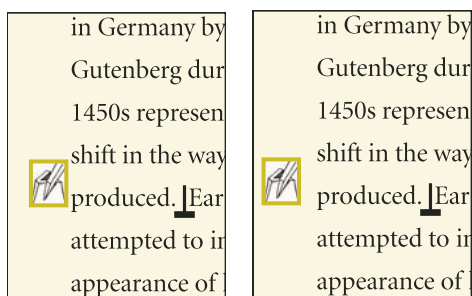 in Germany by
Gutenberg dur
1450s represen
shift in the way
produced. Ear
attempted to in
appearance of
in Germany by
Gutenberg dur
1450s represen
shift in the way
produced. Ear
attempted to in
appearance of